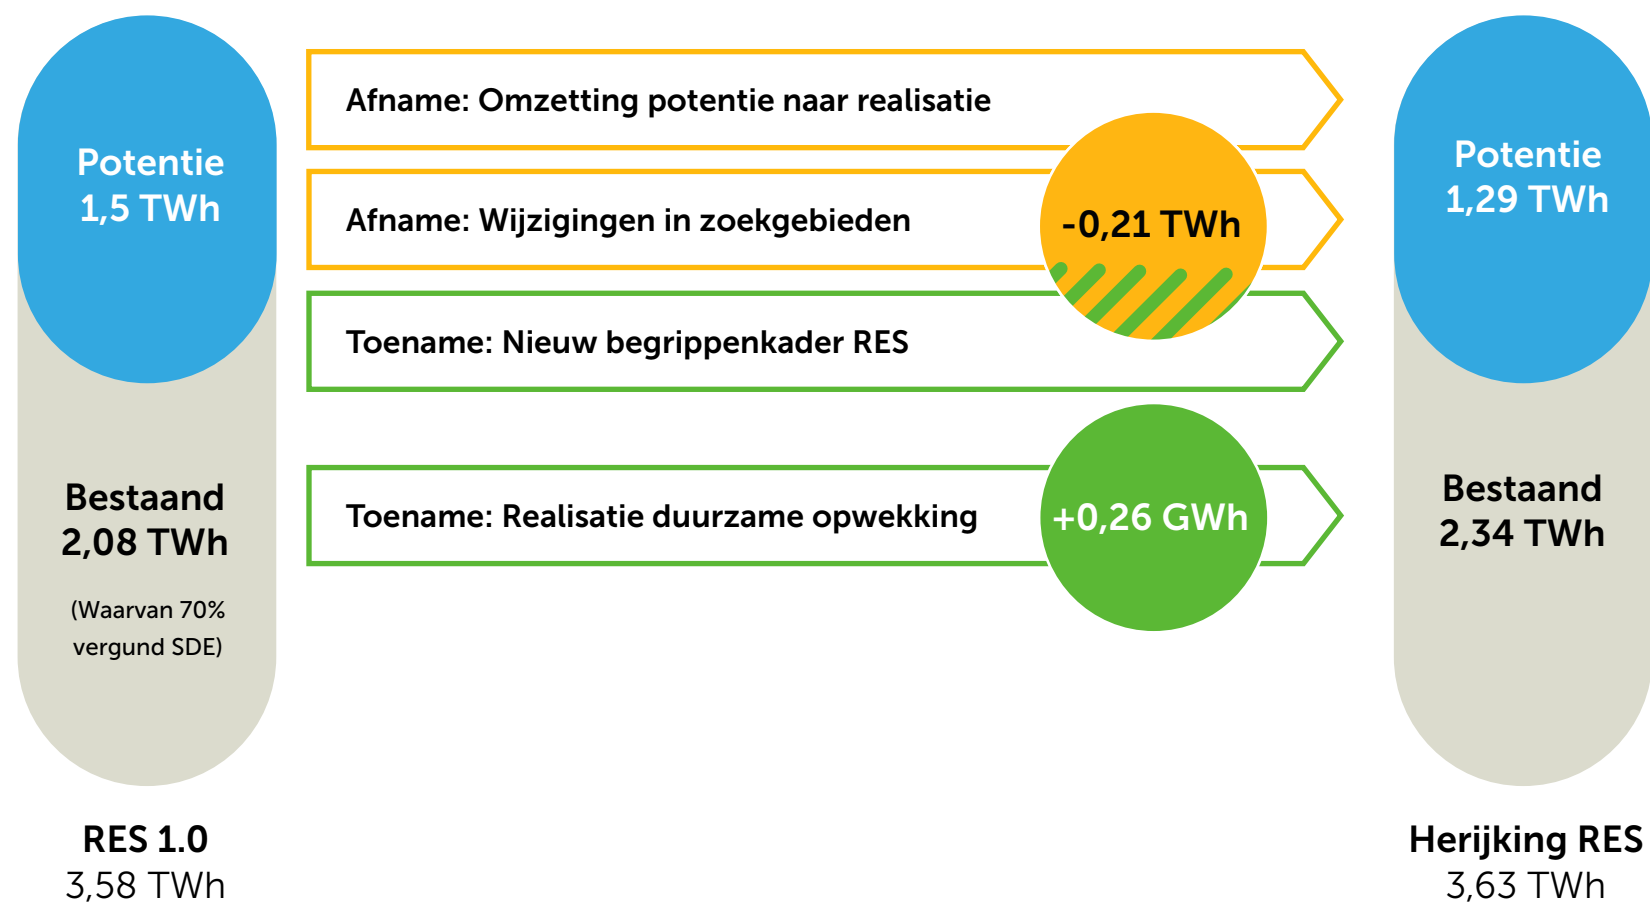 Potentie
1,5 TWh
Bestaand
2,08 TWh
(Waarvan 70%
vergund SDE)
RES 1.0
3,58 TWh
Afname: Omzetting potentie naar realisatie
Afname: Wijzigingen in zoekgebieden
-0,21 TWh
Toename: Nieuw begrippenkader RES
Toename: Realisatie duurzame opwekking
+0,26 GWh
Potentie
1,29 TWh
Bestaand
2,34 TWh
Herijking RES
3,63 TWh